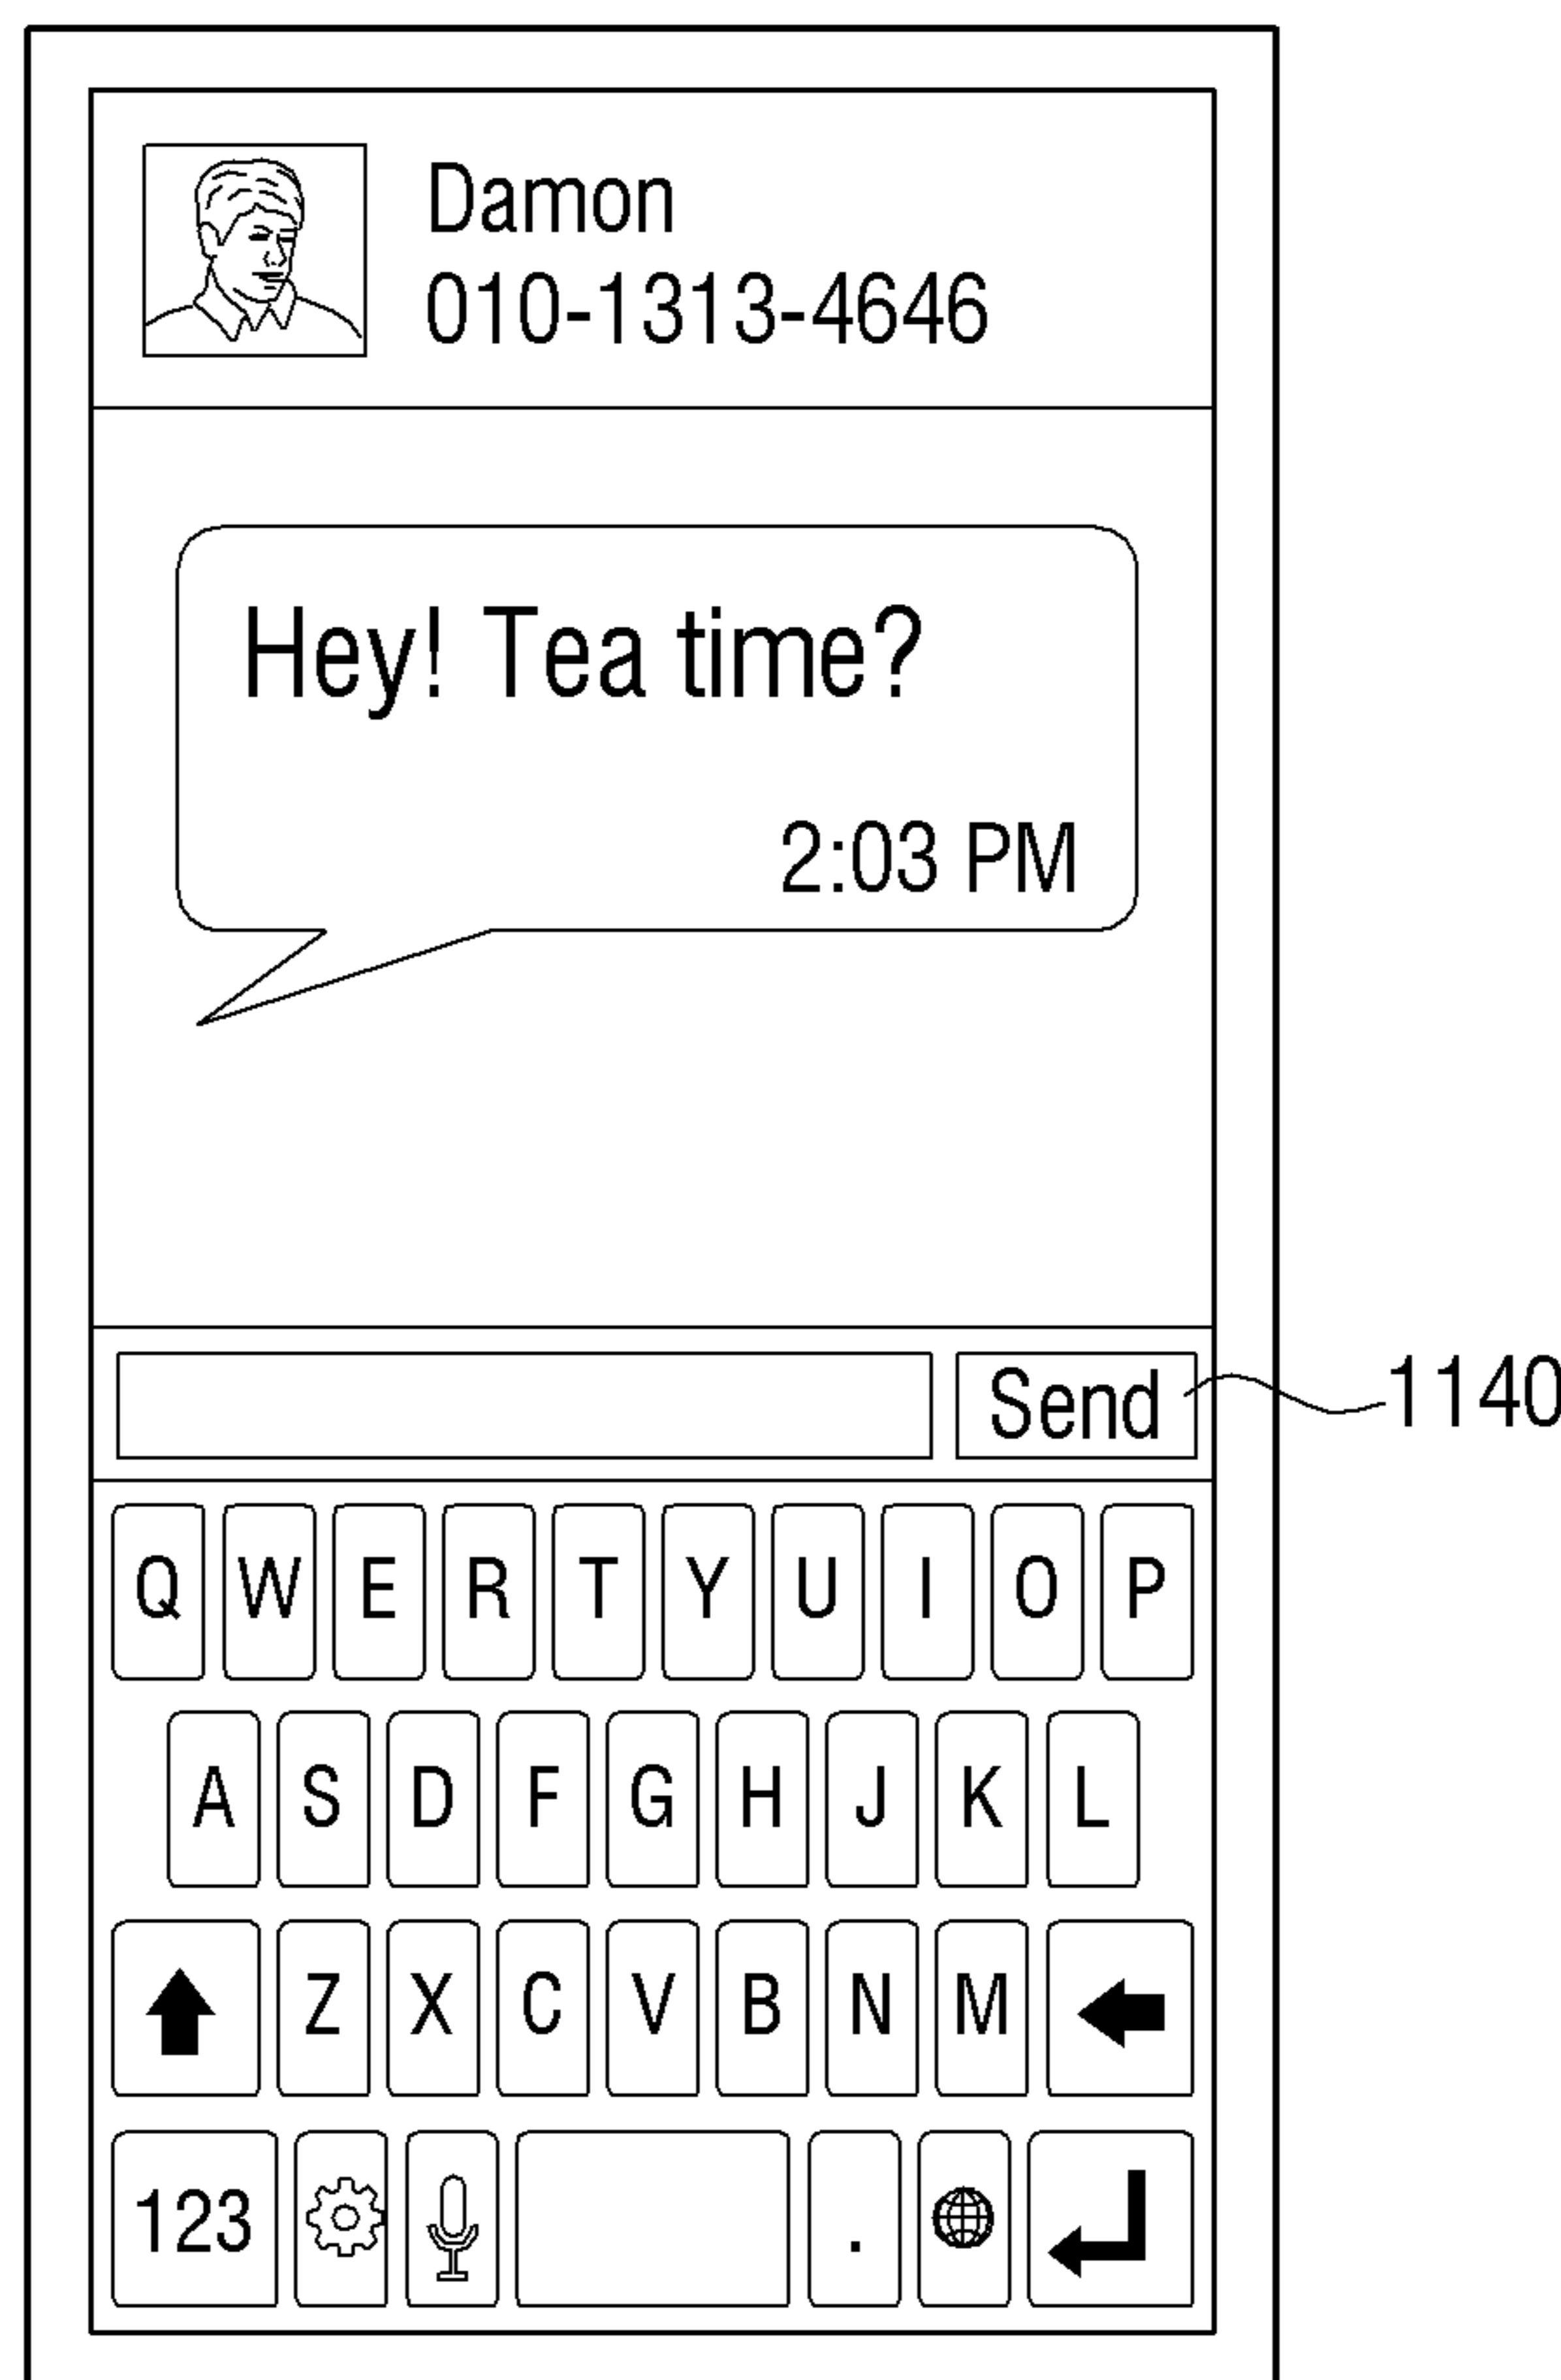 Damon
010-1313-4646
Hey! Tea time?
2:03 PM
Send
1140
Q W E R T Y U I O P
A S D F G H J K L
Z X C V B N M
123 .